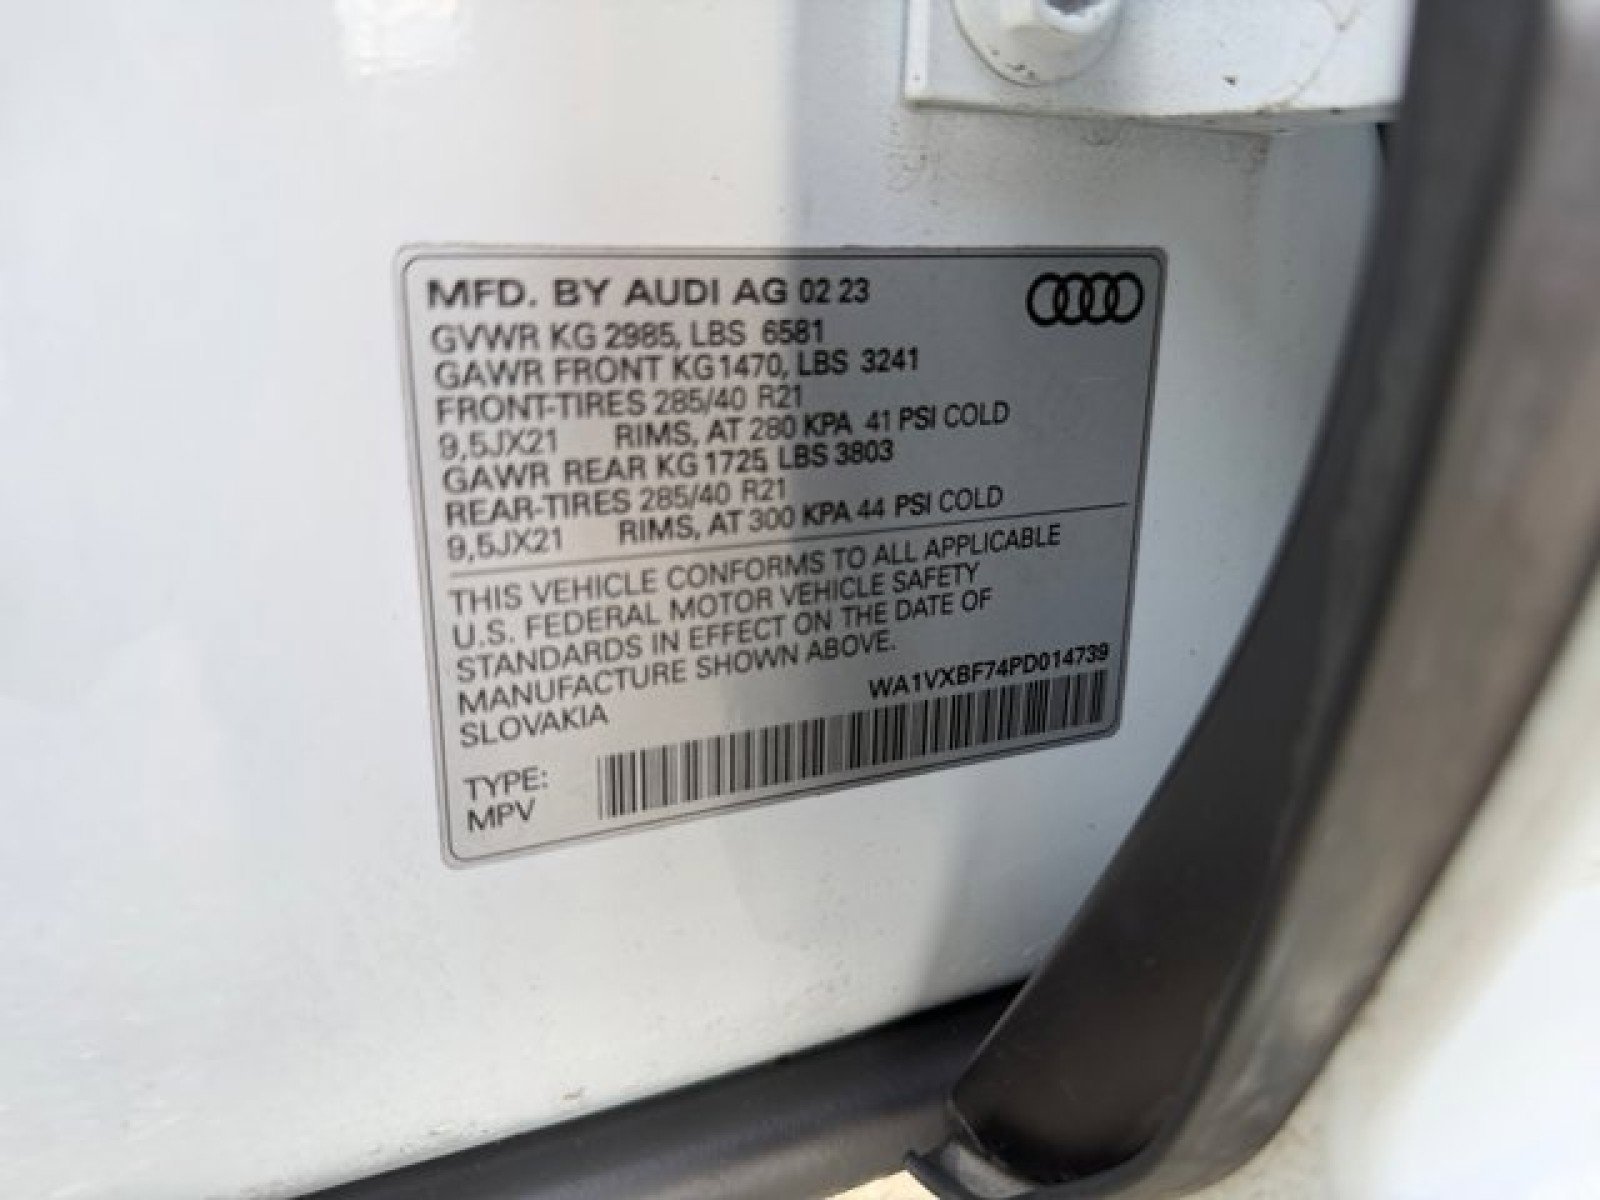 MFD. BY AUDI AG 02 23
GVWR KG 2985, LBS 6581
GAWR FRONT KG 1470, LBS 3241
FRONT-TIRES 285/40 R21
9,5JX21 RIMS, AT 280 KPA 41 PSI COLD
GAWR REAR KG 1725 LBS 3803
REAR-TIRES 285/40 R21
9,5JX21 RIMS, AT 300 KPA 44 PSI COLD
THIS VEHICLE CONFORMS TO ALL APPLICABLE
U.S. FEDERAL MOTOR VEHICLE SAFETY
STANDARDS IN EFFECT ON THE DATE OF
MANUFACTURE SHOWN ABOVE.
SLOVAKIA
WA1VXBF74PD014739
TYPE:
MPV